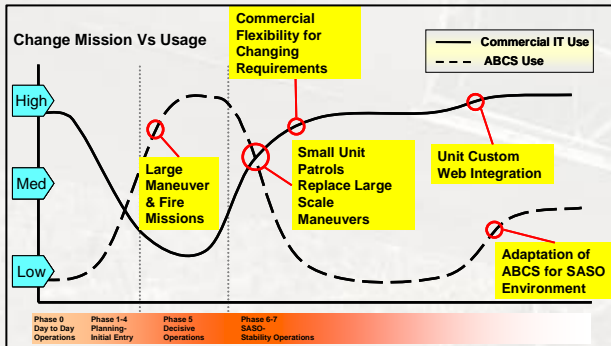 Change Mission Vs Usage
Commercial
Flexibility for
Changing
Requirements
Commercial IT Use
ABCS Use
High
Med
Low
Large
Maneuver
& Fire
Missions
Small Unit
Patrols
Replace Large
Scale
Maneuvers
Unit Custom
Web Integration
Adaptation of
ABCS for SASO
Environment
Phase 0
Day to Day
Operations
Phase 1-4
Planning-
Initial Entry
Phase 5
Decisive
Operations
Phase 6-7
SASO-
Stability Operations